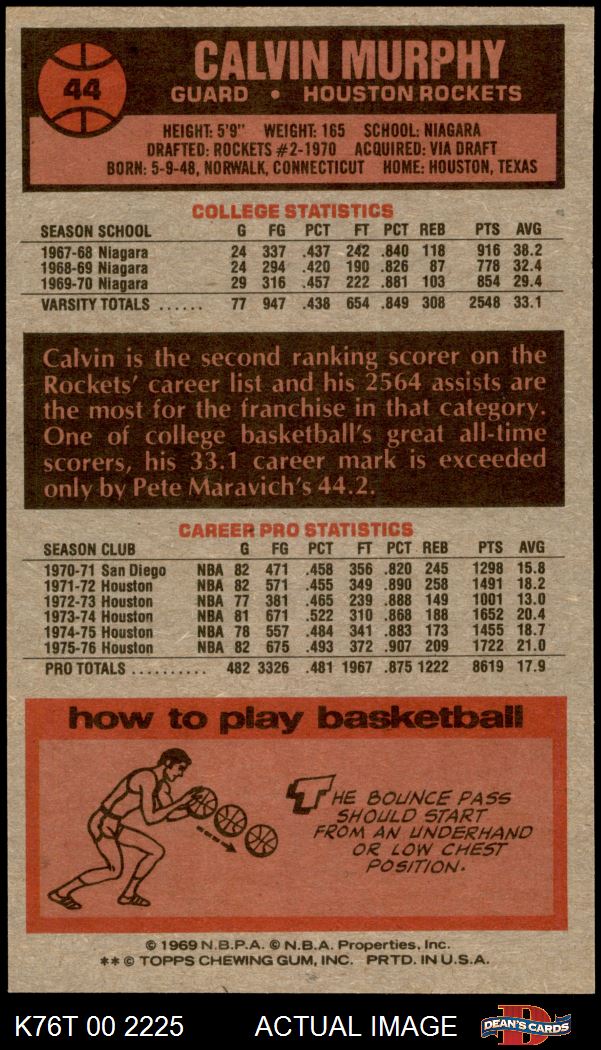 44
CALVIN MURPHY
GUARD • HOUSTON ROCKETS
HEIGHT: 5'9" WEIGHT: 165 SCHOOL: NIAGARA
DRAFTED: ROCKETS #2-1970 ACQUIRED: VIA DRAFT
BORN: 5-9-48, NORWALK, CONNECTICUT HOME: HOUSTON, TEXAS
COLLEGE STATISTICS
SEASON SCHOOL G FG PCT FT PCT REB PTS AVG
1967-68 Niagara 24 337 .437 242 .840 118 916 38.2
1968-69 Niagara 24 294 .420 190 .826 87 778 32.4
1969-70 Niagara 29 316 .457 222 .881 103 854 29.4
VARSITY TOTALS ...... 77 947 .438 654 .849 308 2548 33.1
Calvin is the second ranking scorer on the
Rockets' career list and his 2564 assists are
the most for the franchise in that category.
One of college basketball's great all-time
scorers, his 33.1 career mark is exceeded
only by Pete Maravich's 44.2.
CAREER PRO STATISTICS
SEASON CLUB G FG PCT FT PCT REB PTS AVG
1970-71 San Diego NBA 82 471 .458 356 .820 245 1298 15.8
1971-72 Houston NBA 82 571 .455 349 .890 258 1491 18.2
1972-73 Houston NBA 77 381 .465 239 .888 149 1001 13.0
1973-74 Houston NBA 81 671 .522 310 .868 188 1652 20.4
1974-75 Houston NBA 78 557 .484 341 .883 173 1455 18.7
1975-76 Houston NBA 82 675 .493 372 .907 209 1722 21.0
PRO TOTALS .......... 482 3326 .481 1967 .875 1222 8619 17.9
how to play basketball
THE BOUNCE PASS
SHOULD START
FROM AN UNDERHAND
OR LOW CHEST
POSITION.
© 1969 N.B.P.A. © N.B.A. Properties, Inc.
** © TOPPS CHEWING GUM, INC. PRTD. IN U.S.A.
K76T 00 2225 ACTUAL IMAGE D DEAN'S CARDS